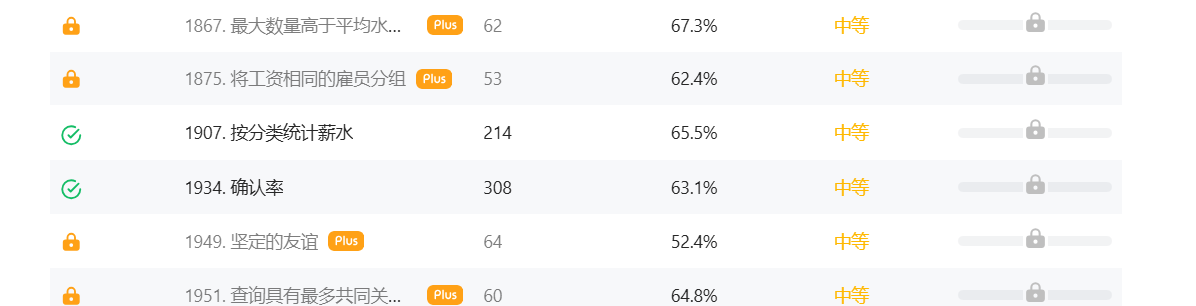 1867. 最大数量高于平均水... Plus 62 67.3% 中等
1875. 将工资相同的雇员分组 Plus 53 62.4% 中等
1907. 按分类统计薪水 214 65.5% 中等
1934. 确认率 308 63.1% 中等
1949. 坚定的友谊 Plus 64 52.4% 中等
1951. 查询具有最多共同关... Plus 60 64.8% 中等